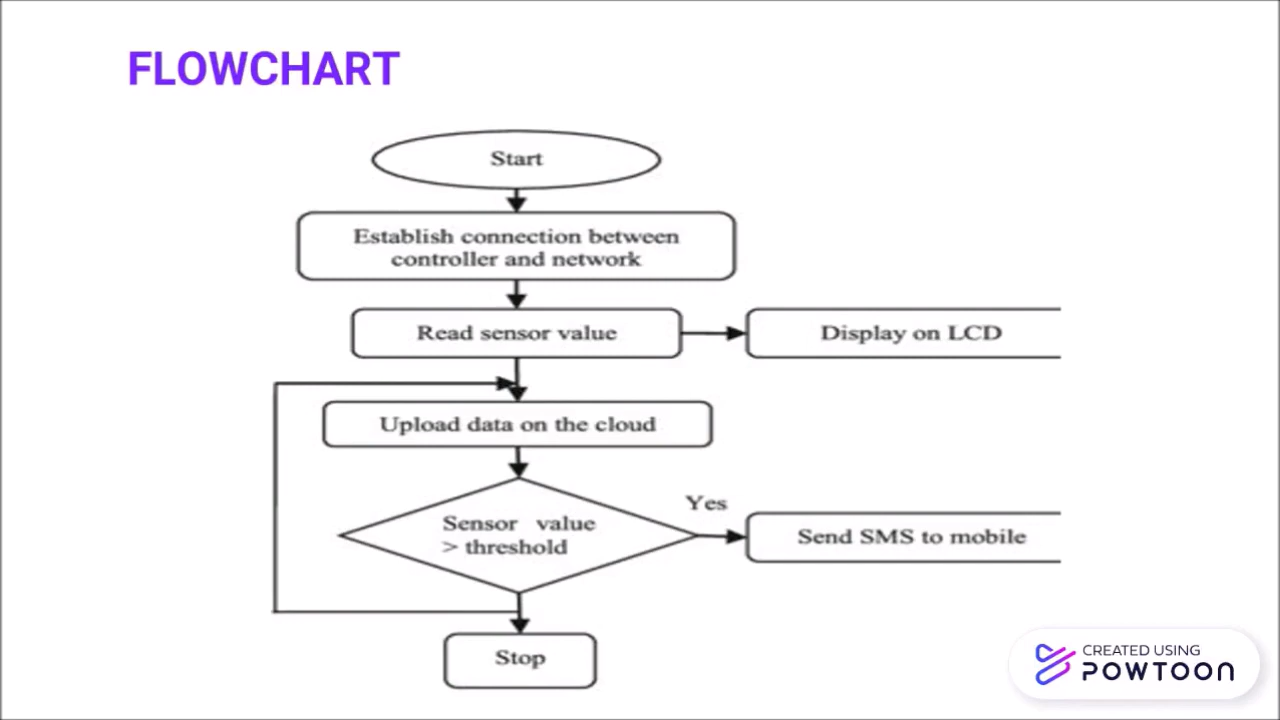 FLOWCHART
Start
Establish connection between
controller and network
Read sensor value
Display on LCD
Upload data on the cloud
Yes
Sensor value
> threshold
Send SMS to mobile
Stop
CREATED USING
POWTOON